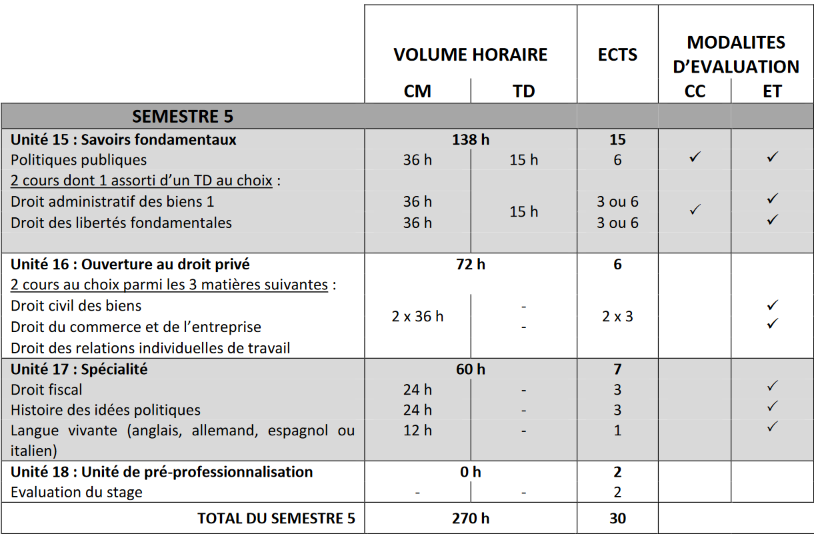 VOLUME HORAIRE ECTS MODALITES D'EVALUATION
CM TD CC ET
SEMESTRE 5
Unité 15 : Savoirs fondamentaux 138 h 15
Politiques publiques 36 h 15 h 6 ✓ ✓
2 cours dont 1 assorti d'un TD au choix :
Droit administratif des biens 1 36 h 15 h 3 ou 6 ✓ ✓
Droit des libertés fondamentales 36 h 3 ou 6 ✓
Unité 16 : Ouverture au droit privé 72 h 6
2 cours au choix parmi les 3 matières suivantes :
Droit civil des biens 2 x 36 h - 2 x 3 ✓
Droit du commerce et de l'entreprise - ✓
Droit des relations individuelles de travail
Unité 17 : Spécialité 60 h 7
Droit fiscal 24 h - 3 ✓
Histoire des idées politiques 24 h - 3 ✓
Langue vivante (anglais, allemand, espagnol ou 12 h - 1 ✓
italien)
Unité 18 : Unité de pré-professionnalisation 0 h 2
Evaluation du stage - - 2
TOTAL DU SEMESTRE 5 270 h 30